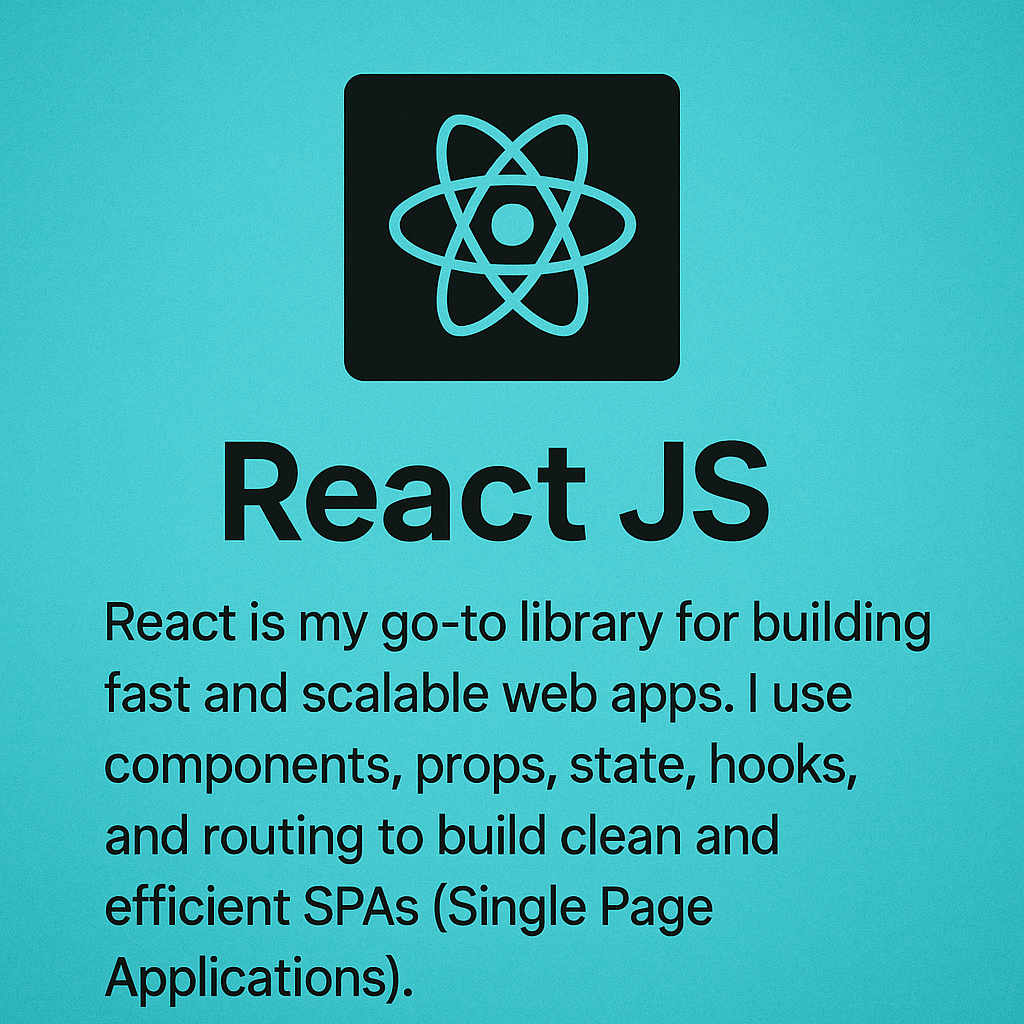 React JS
React is my go-to library for building
fast and scalable web apps. I use
components, props, state, hooks,
and routing to build clean and
efficient SPAs (Single Page
Applications).